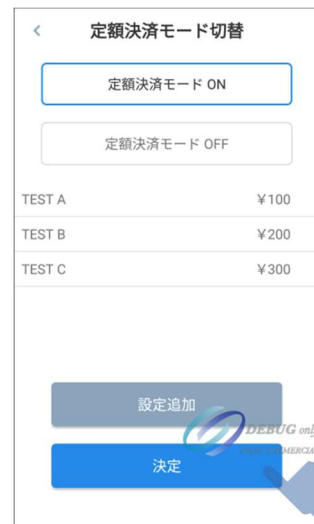 定額決済モード切替
定額決済モード ON
定額決済モード OFF
TEST A ¥100
TEST B ¥200
TEST C ¥300
設定追加
DEBUG only
決定